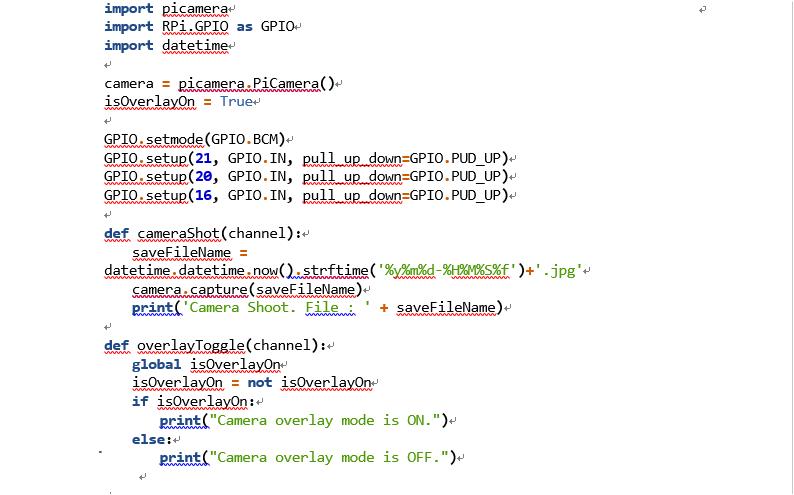 import picamera
import RPi.GPIO as GPIO
import datetime
camera = picamera.PiCamera()
isOverlayOn = True
GPIO.setmode(GPIO.BCM)
GPIO.setup(21, GPIO.IN, pull_up_down=GPIO.PUD_UP)
GPIO.setup(20, GPIO.IN, pull_up_down=GPIO.PUD_UP)
GPIO.setup(16, GPIO.IN, pull_up_down=GPIO.PUD_UP)
def cameraShot(channel):
    saveFileName =
datetime.datetime.now().strftime('%y%m%d-%H%M%S%f')+'.jpg'
    camera.capture(saveFileName)
    print('Camera Shoot. File : ' + saveFileName)
def overlayToggle(channel):
    global isOverlayOn
    isOverlayOn = not isOverlayOn
    if isOverlayOn:
        print("Camera overlay mode is ON.")
    else:
        print("Camera overlay mode is OFF.")